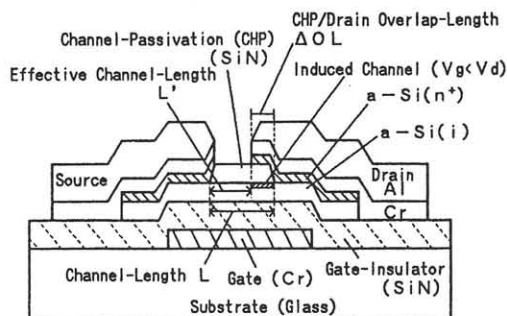 CHP/Drain Overlap-Length
ΔOL
Channel-Passivation (CHP)
(SiN)
Induced Channel (Vg<Vd)
Effective Channel-Length
L'
a-Si(n⁺)
a-Si(i)
Source
Drain
Al
Cr
Channel-Length L
Gate (Cr)
Gate-Insulator
(SiN)
Substrate (Glass)